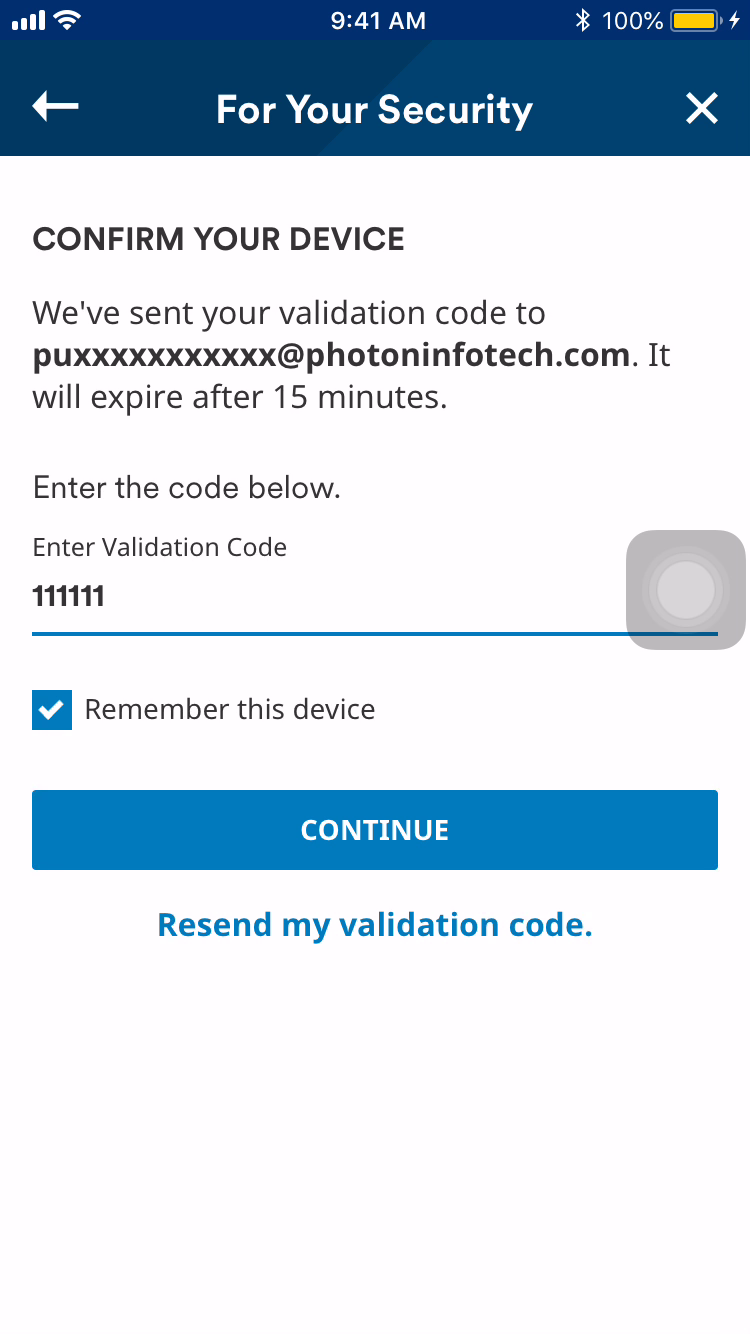 9:41 AM
100%
For Your Security
CONFIRM YOUR DEVICE
We've sent your validation code to
puxxxxxxxxxxx@photoninfotech.com. It
will expire after 15 minutes.
Enter the code below.
Enter Validation Code
111111
Remember this device
CONTINUE
Resend my validation code.